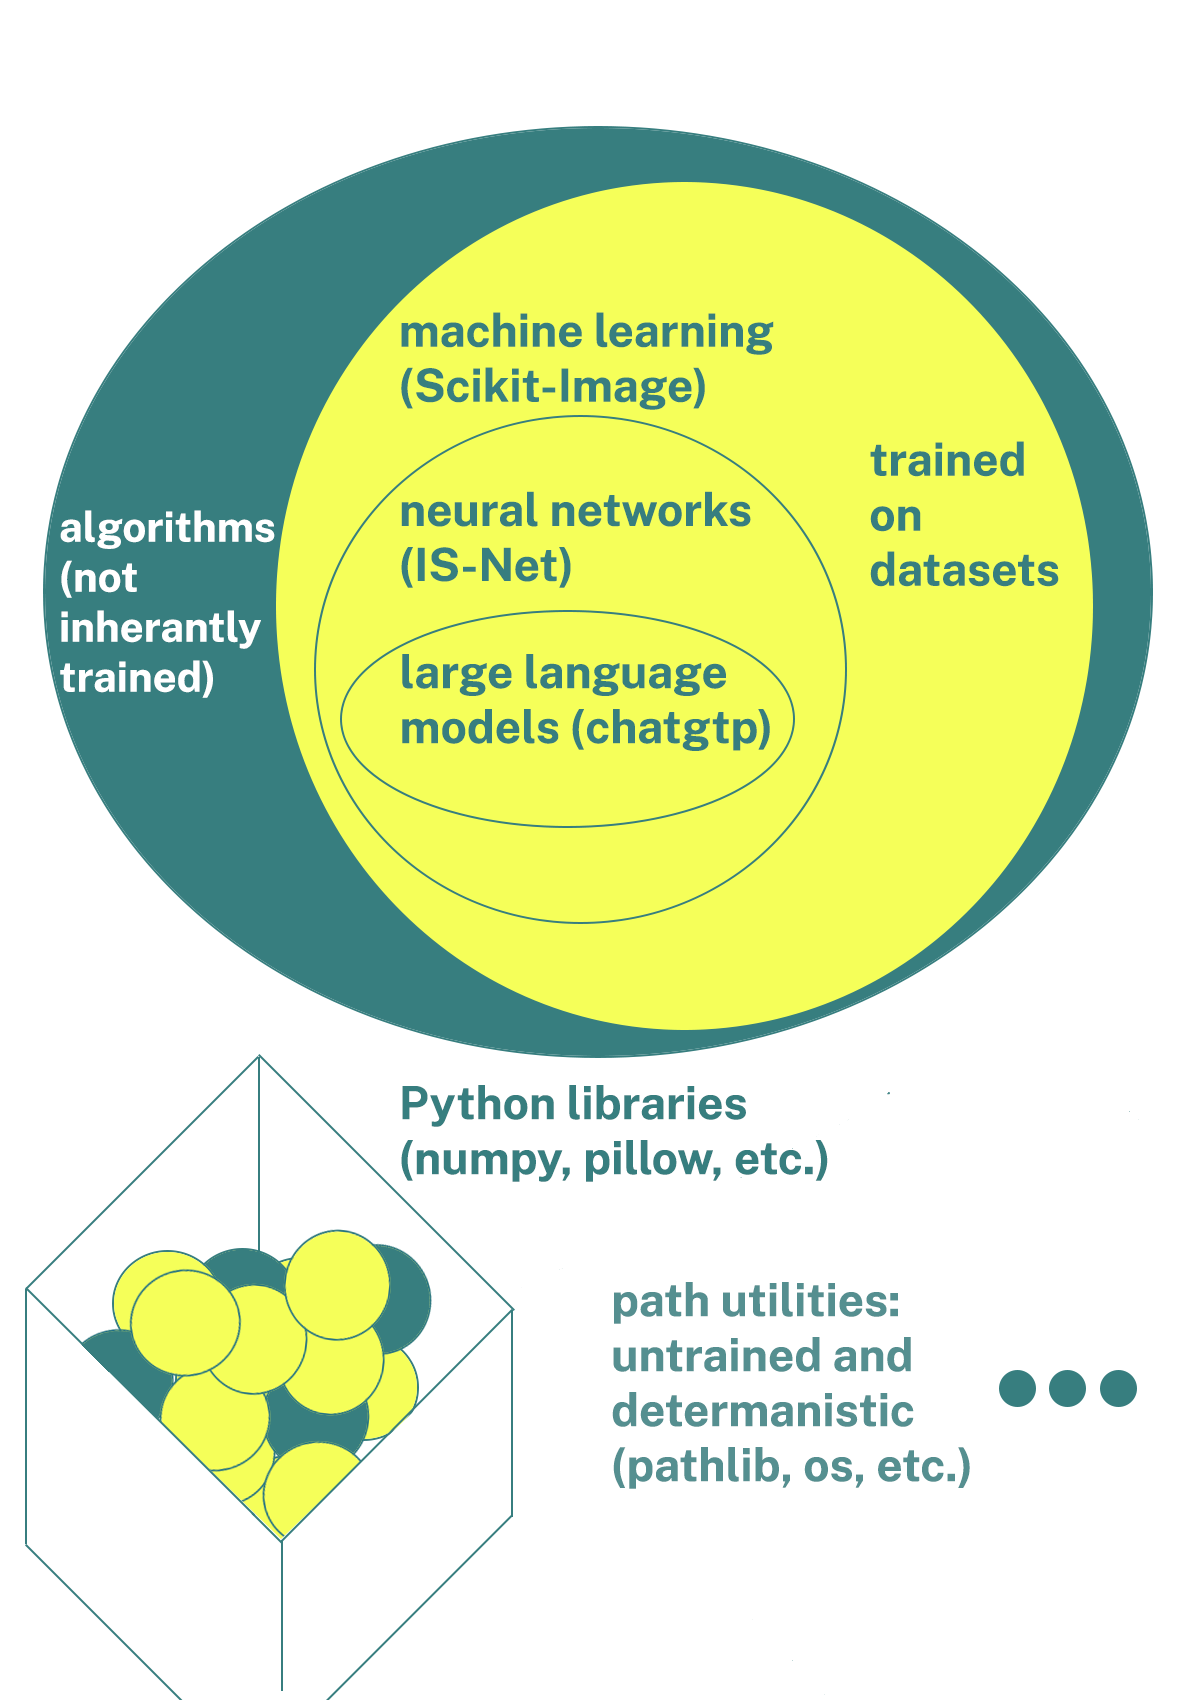 machine learning
(Scikit-Image)
trained
on
datasets
neural networks
(IS-Net)
algorithms
(not
inherantly
trained)
large language
models (chatgtp)
Python libraries
(numpy, pillow, etc.)
path utilities:
untrained and
determanistic
(pathlib, os, etc.)